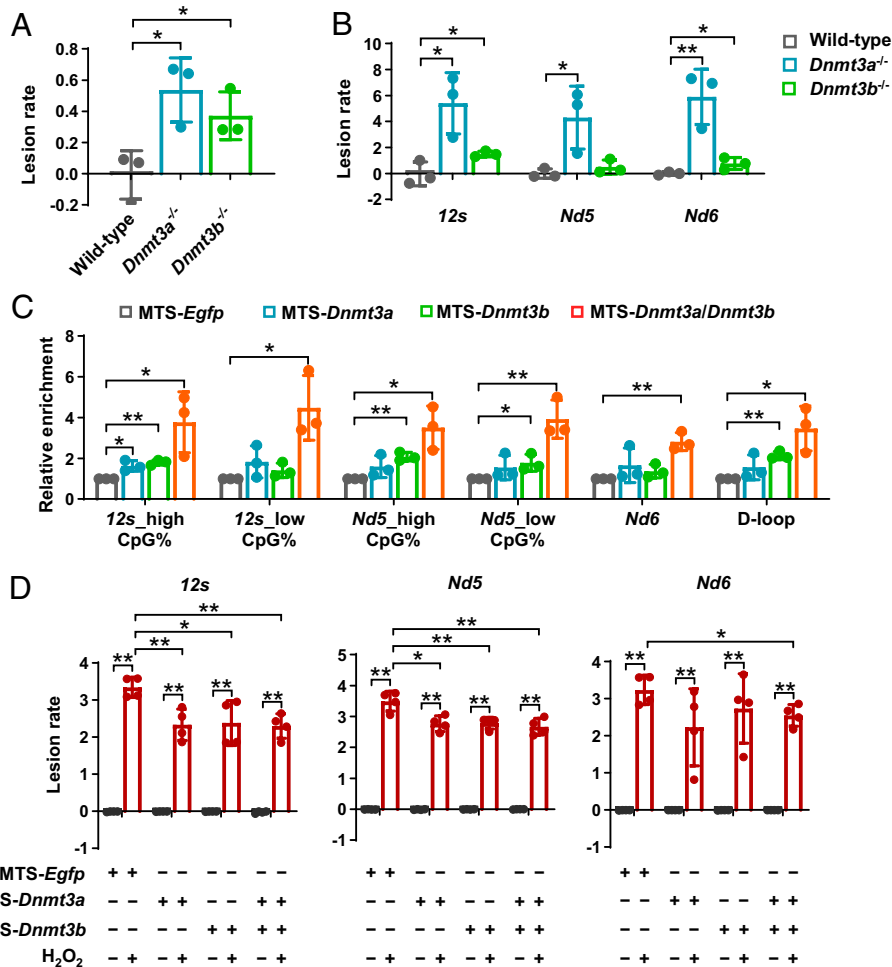 A
Lesion rate
0.8
0.6
0.4
0.2
0.0
-0.2
*
*
Wild-type
Dnmt3a-/-
Dnmt3b-/-
B
Lesion rate
10
8
6
4
2
0
-2
*
*
*
*
**
12s
Nd5
Nd6
Wild-type
Dnmt3a-/-
Dnmt3b-/-
C
MTS-Egfp MTS-Dnmt3a MTS-Dnmt3b MTS-Dnmt3a/Dnmt3b
Relative enrichment
8
6
4
2
0
*
**
*
*
*
**
**
*
**
*
**
12s_high CpG%
12s_low CpG%
Nd5_high CpG%
Nd5_low CpG%
Nd6
D-loop
D
12s
Nd5
Nd6
Lesion rate
4
3
2
1
0
-1
**
*
**
** ** ** **
5
4
3
2
1
0
-1
**
**
*
** ** ** **
4
3
2
1
0
-1
*
** ** ** **
MTS-Egfp + + – – – – – – + + – – – – – – + + – – – – – –
S-Dnmt3a – – + + – – + + – – + + – – + + – – + + – – + +
S-Dnmt3b – – – – + + + + – – – – + + + + – – – – + + + +
H2O2 – + – + – + – + – + – + – + – + – + – + – + – +